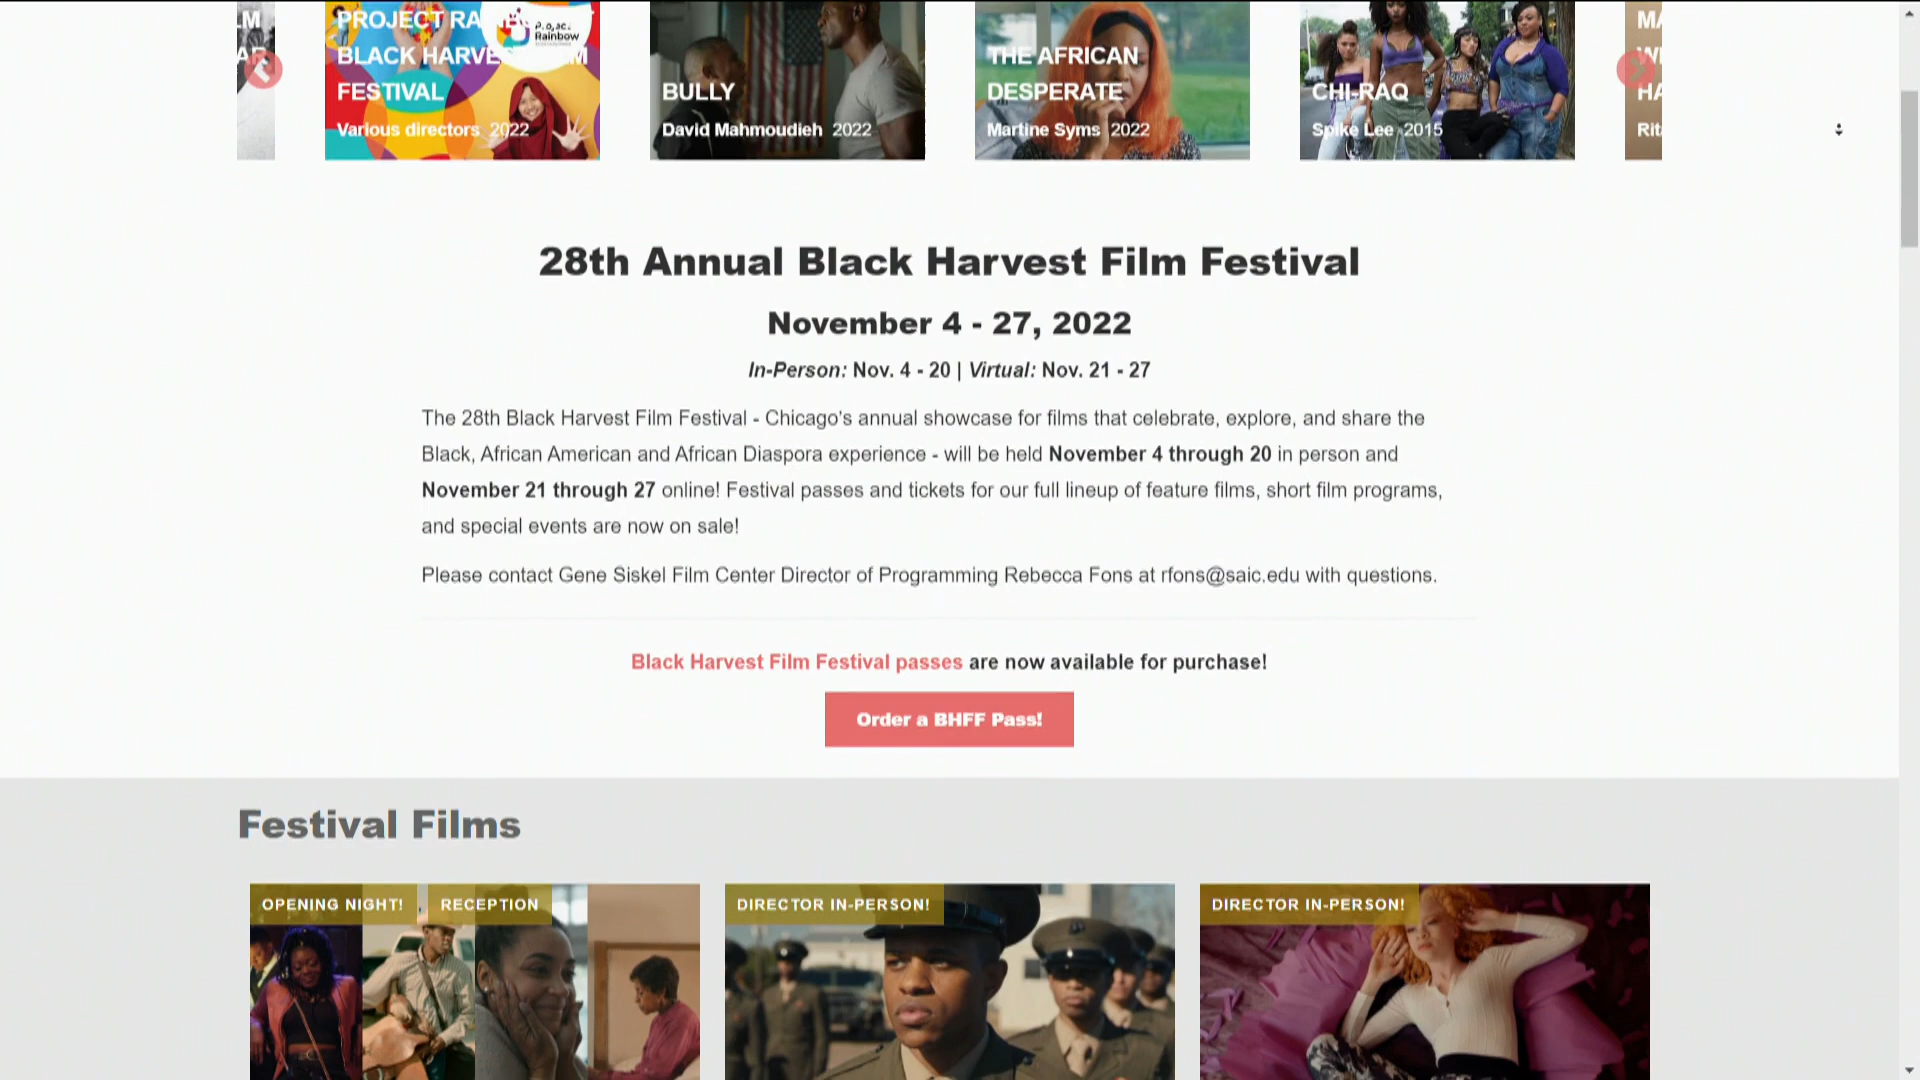 PROJECT RAINBOW
BLACK HARVEST FILM
FESTIVAL
Various directors 2022
Rainbow
BULLY
David Mahmoudieh 2022
THE AFRICAN
DESPERATE
Martine Syms 2022
CHI-RAQ
Spike Lee 2015
28th Annual Black Harvest Film Festival
November 4 - 27, 2022
In-Person: Nov. 4 - 20 | Virtual: Nov. 21 - 27
The 28th Black Harvest Film Festival - Chicago's annual showcase for films that celebrate, explore, and share the
Black, African American and African Diaspora experience - will be held November 4 through 20 in person and
November 21 through 27 online! Festival passes and tickets for our full lineup of feature films, short film programs,
and special events are now on sale!
Please contact Gene Siskel Film Center Director of Programming Rebecca Fons at rfons@saic.edu with questions.
Black Harvest Film Festival passes are now available for purchase!
Order a BHFF Pass!
Festival Films
OPENING NIGHT! RECEPTION
DIRECTOR IN-PERSON!
DIRECTOR IN-PERSON!